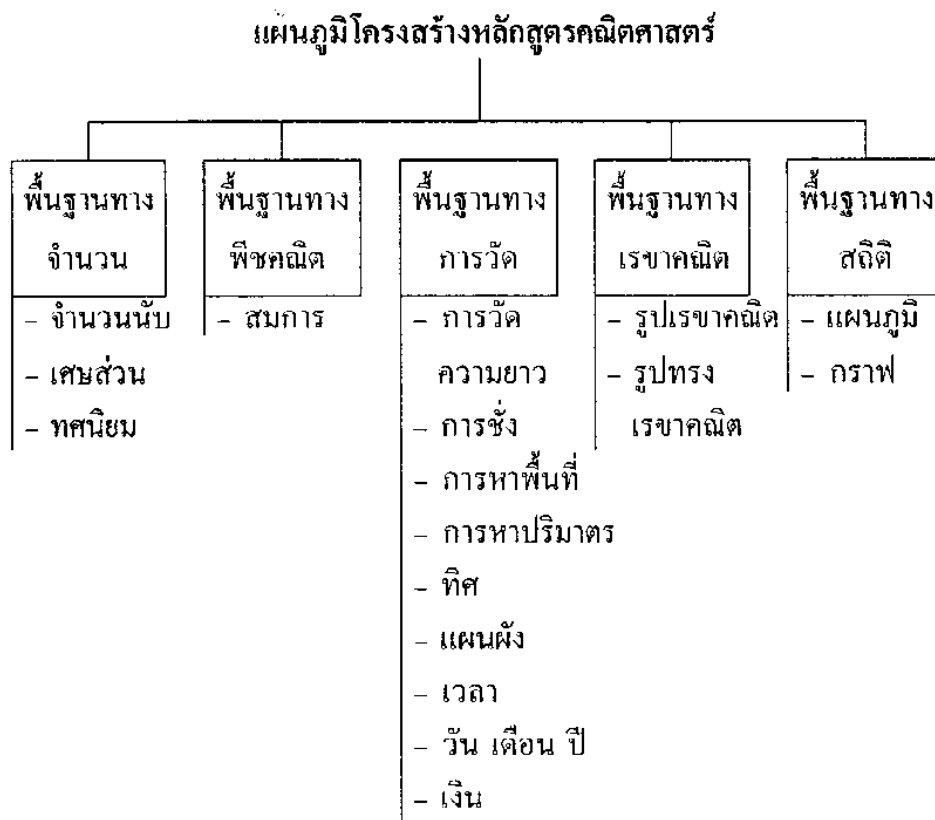 แผนภูมิโครงสร้างหลักสูตรคณิตศาสตร์
พื้นฐานทาง
จำนวน
- จำนวนนับ
- เศษส่วน
- ทศนิยม
พื้นฐานทาง
พีชคณิต
- สมการ
พื้นฐานทาง
การวัด
- การวัด
ความยาว
- การชั่ง
- การหาพื้นที่
- การหาปริมาตร
- ทิศ
- แผนผัง
- เวลา
- วัน เดือน ปี
- เงิน
พื้นฐานทาง
เรขาคณิต
- รูปเรขาคณิต
- รูปทรง
เรขาคณิต
พื้นฐานทาง
สถิติ
- แผนภูมิ
- กราฟ